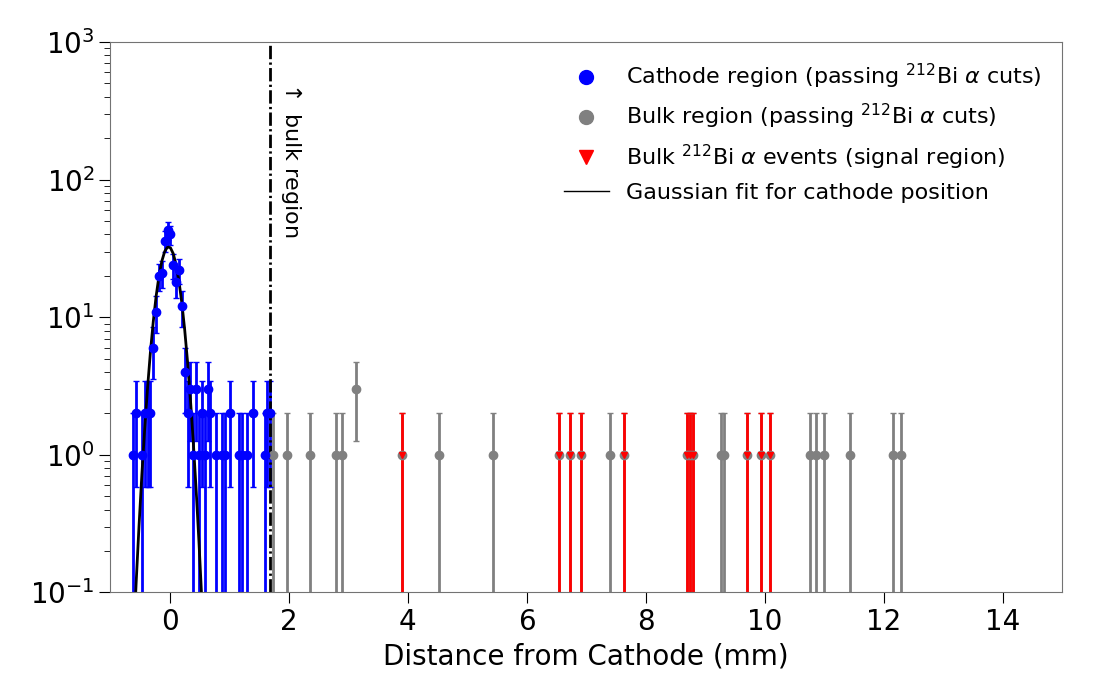 10³
10²
10¹
10⁰
10⁻¹
↑ bulk region
Cathode region (passing ²¹²Bi α cuts)
Bulk region (passing ²¹²Bi α cuts)
Bulk ²¹²Bi α events (signal region)
Gaussian fit for cathode position
0 2 4 6 8 10 12 14
Distance from Cathode (mm)